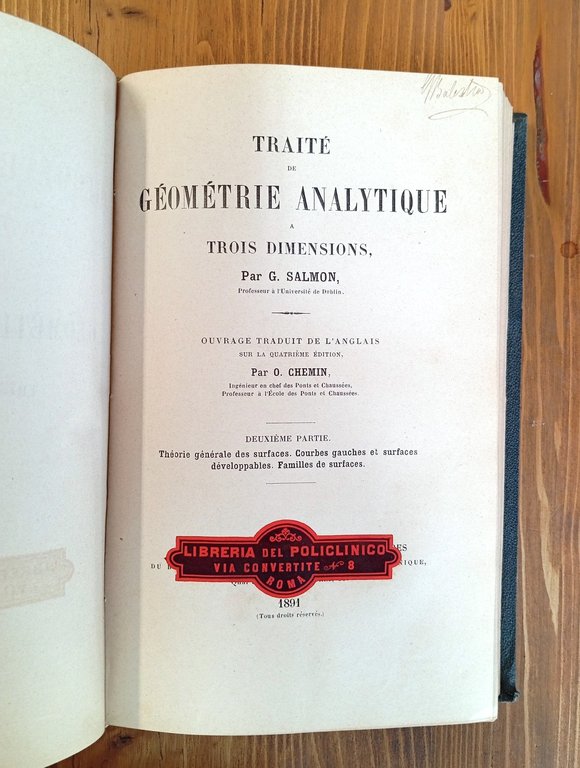 TRAITÉ
DE
GÉOMÉTRIE ANALYTIQUE
A
TROIS DIMENSIONS,
Par G. SALMON,
Professeur à l'Université de Dublin.
OUVRAGE TRADUIT DE L'ANGLAIS
SUR LA QUATRIÈME ÉDITION,
Par O. CHEMIN,
Ingénieur en chef des Ponts et Chaussées,
Professeur à l'École des Ponts et Chaussées.
DEUXIÈME PARTIE.
Théorie générale des surfaces. Courbes gauches et surfaces
développables. Familles de surfaces.
LIBRERIA DEL POLICLINICO
VIA CONVERTITE No 8
ROMA
1891
(Tous droits réservés.)